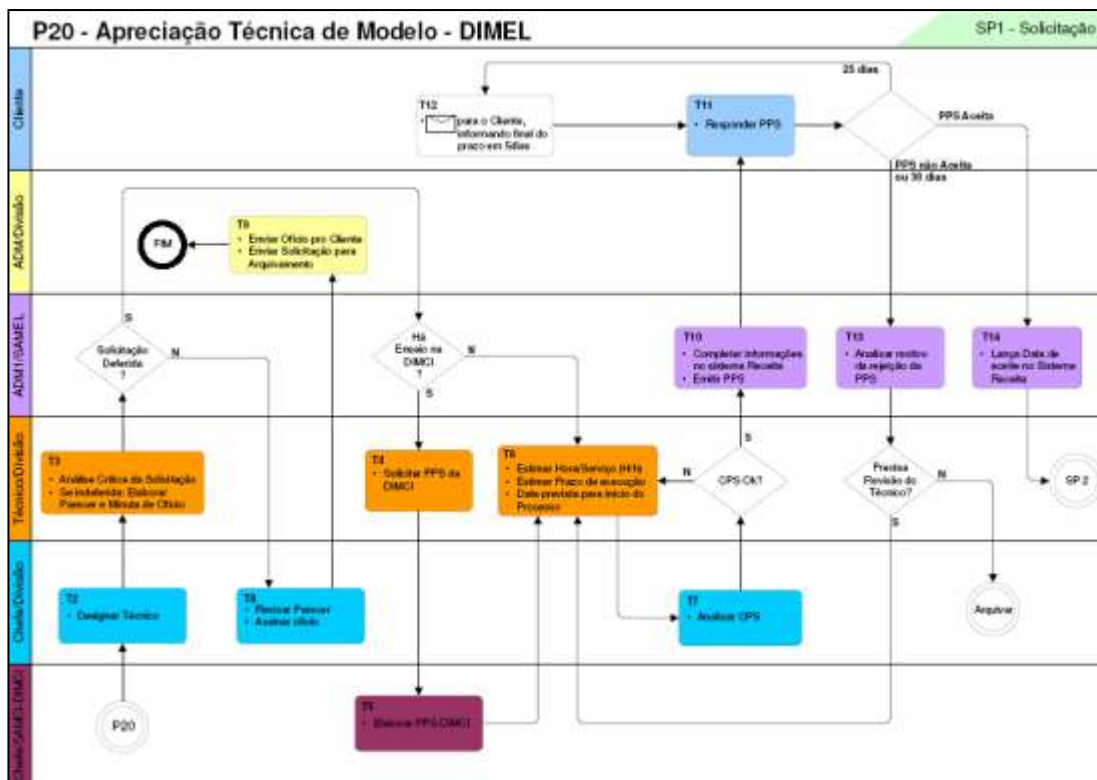 P20 - Apreciação Técnica de Modelo - DIMEL
SP1 - Solicitação
Cliente
25 dias
T12
para o Cliente,
informando final do
prazo em 5dias
T11
• Responder PPS
PPS Aceita
PPS não Aceita
ou 30 dias
ADM/Divisão
FIM
• Enviar Ofício pro Cliente
• Enviar Solicitação para
Arquivamento
ADM1/SAMEL
S
Solicitação
Deferida
?
N
Há
Ensaio na
DIMCI
?
N
S
T10
• Completar informações
no sistema Receita
• Emitir PPS
T13
• Analisar motivo
da rejeição da
PPS
T14
• Lança Data de
aceite no Sistema
Receita
Técnico/Divisão
T3
• Análise Crítica da Solicitação
• Se indeferida: Elaborar
Parecer e Minuta de Ofício
T4
• Solicitar PPS da
DIMCI
T6
• Estimar Hora/Serviço
• Estimar Prazo de execução
• Data prevista para início do
Processo
N
S
OPS Ok?
Precisa
Revisão do
Técnico?
N
S
SP 2
Chefe/Divisão
T2
• Designar Técnico
• Revisar Parecer
• Assinar ofício
T7
• Analisar OPS
Arquivar
P20
T5
• Elaborar PPS DIMCI